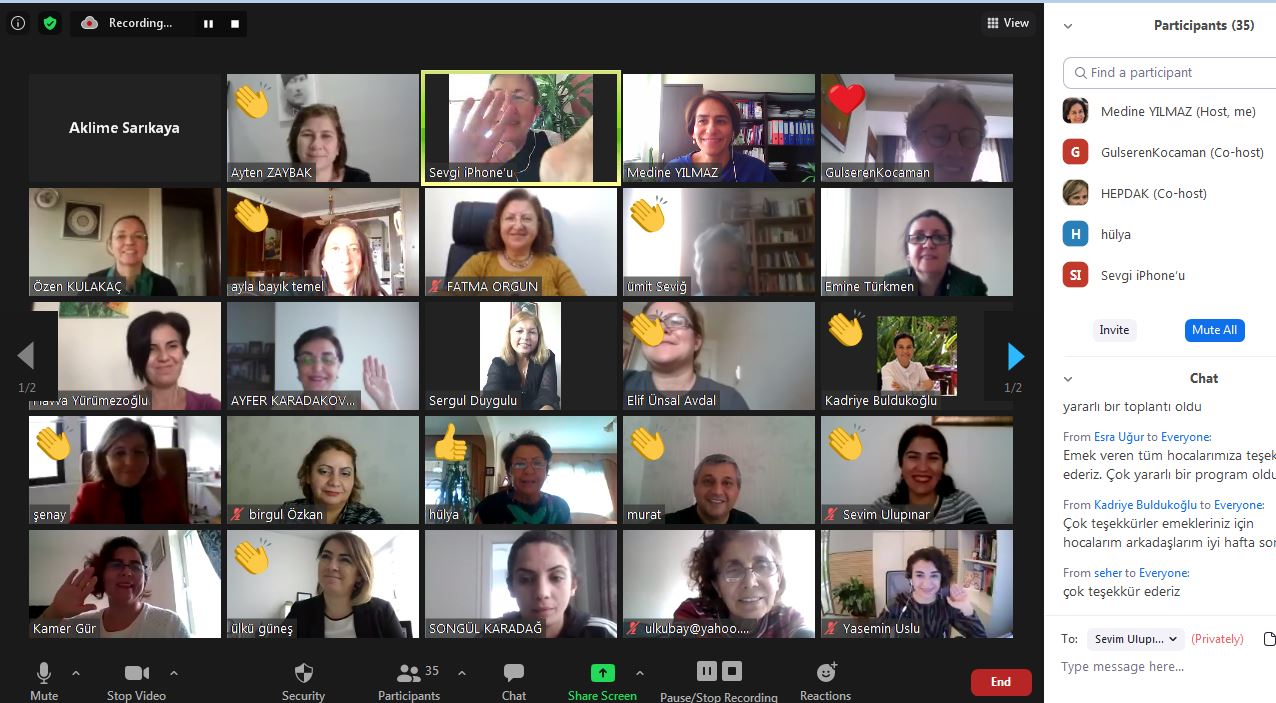 Recording...
View
Aklime Sarıkaya
Ayten ZAYBAK
Sevgi iPhone'u
Medine YILMAZ
GulserenKocaman
Özen KULAKAÇ
ayla bayık temel
FATMA ORGUN
ümit Seviğ
Emine Türkmen
1/2
Havva Yürümezoğlu
AYFER KARADAKOV...
Sergul Duygulu
Elif Ünsal Avdal
Kadriye Buldukoğlu
1/2
şenay
birgul Özkan
hülya
murat
Sevim Ulupınar
Kamer Gür
ülkü güneş
SONGÜL KARADAĞ
ulkubay@yahoo....
Yasemin Uslu
Mute
Stop Video
Security
Participants
35
Chat
Share Screen
Pause/Stop Recording
Reactions
End
Participants (35)
Find a participant
Medine YILMAZ (Host, me)
G
GulserenKocaman (Co-host)
HEPDAK (Co-host)
H
hülya
SI
Sevgi iPhone'u
Invite
Mute All
Chat
yararlı bir toplantı oldu
From Esra Uğur to Everyone:
Emek veren tüm hocalarımıza teşek
ederiz. Çok yararlı bir program oldu
From Kadriye Buldukoğlu to Everyone:
Çok teşekkürler emekleriniz için
hocalarım arkadaşlarım iyi hafta son
From seher to Everyone:
çok teşekkür ederiz
To:
Sevim Ulupı...
(Privately)
Type message here...